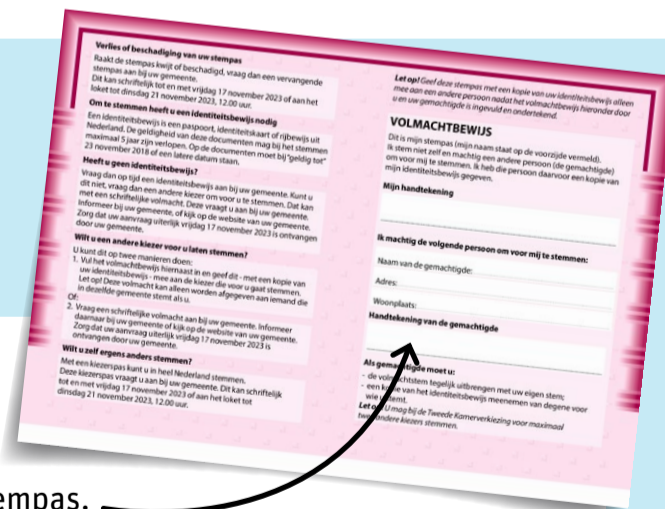 Verlies of beschadiging van uw stempas
Raakt de stempas kwijt of beschadigd, vraag dan een vervangende
stempas aan bij uw gemeente.
Dit kan schriftelijk tot en met vrijdag 17 november 2023 of aan het
loket tot dinsdag 21 november 2023, 12.00 uur.
Om te stemmen heeft u een identiteitsbewijs nodig
Een identiteitsbewijs is een paspoort, identiteitskaart of rijbewijs uit
Nederland. De geldigheid van deze documenten mag bij het stemmen
maximaal 5 jaar zijn verlopen. Op de documenten moet bij "geldig tot"
23 november 2018 of een latere datum staan.
Heeft u geen identiteitsbewijs?
Vraag dan op tijd een identiteitsbewijs aan bij uw gemeente. Kunt u
dit niet, vraag dan een andere kiezer om voor u te stemmen. Dat kan
met een schriftelijke volmacht. Deze vraagt u aan bij uw gemeente.
Informeer bij uw gemeente, of kijk op de website van uw gemeente.
Zorg dat uw aanvraag uiterlijk vrijdag 17 november 2023 is ontvangen
door uw gemeente.
Wilt u een andere kiezer voor u laten stemmen?
U kunt dit op twee manieren doen:
1. Vul het volmachtbewijs hiernaast in en geef dit - met een kopie van
uw identiteitsbewijs - mee aan de kiezer die voor u gaat stemmen.
Let op! Deze volmacht kan alleen worden afgegeven aan iemand die
in dezelfde gemeente stemt als u.
Of:
2. Vraag een schriftelijke volmacht aan bij uw gemeente. Informeer
daarnaar bij uw gemeente of kijk op de website van uw gemeente.
Zorg dat uw aanvraag uiterlijk vrijdag 17 november 2023 is
ontvangen door uw gemeente.
Wilt u zelf ergens anders stemmen?
Met een kiezerspas kunt u in heel Nederland stemmen.
Deze kiezerspas vraagt u aan bij uw gemeente. Dit kan schriftelijk
tot en met vrijdag 17 november 2023 of aan het loket tot
dinsdag 21 november 2023, 12.00 uur.
Let op! Geef deze stempas met een kopie van uw identiteitsbewijs alleen
mee aan een andere persoon nadat het volmachtbewijs hieronder door
u en uw gemachtigde is ingevuld en ondertekend.
VOLMACHTBEWIJS
Dit is mijn stempas (mijn naam staat op de voorzijde vermeld).
Ik stem niet zelf en machtig een andere persoon (de gemachtigde)
om voor mij te stemmen. Ik heb die persoon daarvoor een kopie van
mijn identiteitsbewijs gegeven.
Mijn handtekening
Ik machtig de volgende persoon om voor mij te stemmen:
Naam van de gemachtigde:
Adres:
Woonplaats:
Handtekening van de gemachtigde
Als gemachtigde moet u:
- de volmachtstem tegelijk uitbrengen met uw eigen stem;
- een kopie van het identiteitsbewijs meenemen van degene voor
wie u stemt.
Let op! U mag bij de Tweede Kamerverkiezing voor maximaal
twee andere kiezers stemmen.
tempas.